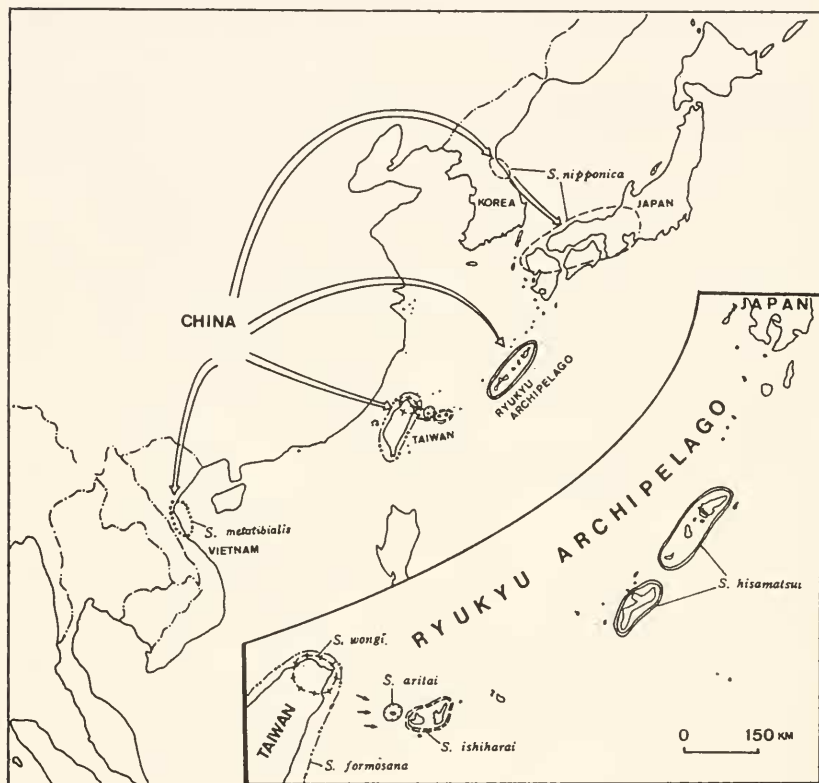 S. nipponica
KOREA
JAPAN
CHINA
JAPAN
RYUKYU
ARCHIPELAGO
TAIWAN
S. metatibialis
VIETNAM
RYUKYU ARCHIPELAGO
S. hisamatsui
S. wongi
S. aritai
TAIWAN
S. ishiharai
0 150 KM
S. formosana